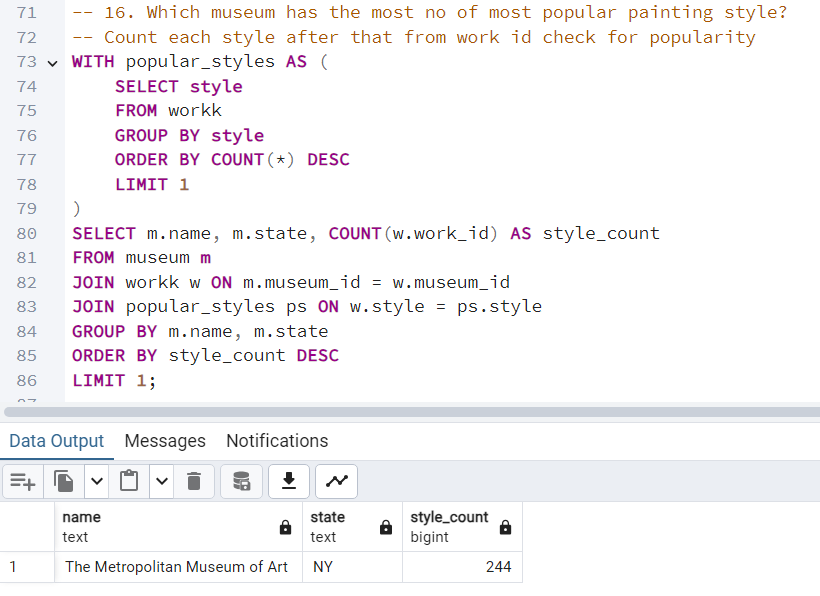 71 -- 16. Which museum has the most no of most popular painting style?
72 -- Count each style after that from work id check for popularity
73 WITH popular_styles AS (
74 SELECT style
75 FROM workk
76 GROUP BY style
77 ORDER BY COUNT(*) DESC
78 LIMIT 1
79 )
80 SELECT m.name, m.state, COUNT(w.work_id) AS style_count
81 FROM museum m
82 JOIN workk w ON m.museum_id = w.museum_id
83 JOIN popular_styles ps ON w.style = ps.style
84 GROUP BY m.name, m.state
85 ORDER BY style_count DESC
86 LIMIT 1;
Data Output Messages Notifications
name state style_count
text text bigint
1 The Metropolitan Museum of Art NY 244